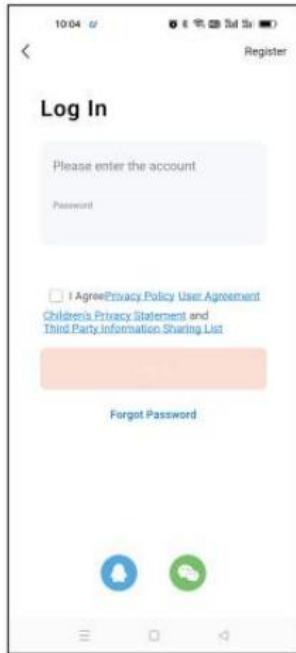 10:04
Register
Log In
Please enter the account
Password
I AgreePrivacy Policy User Agreement
Children's Privacy Statement and
Third Party Information Sharing List
Forgot Password